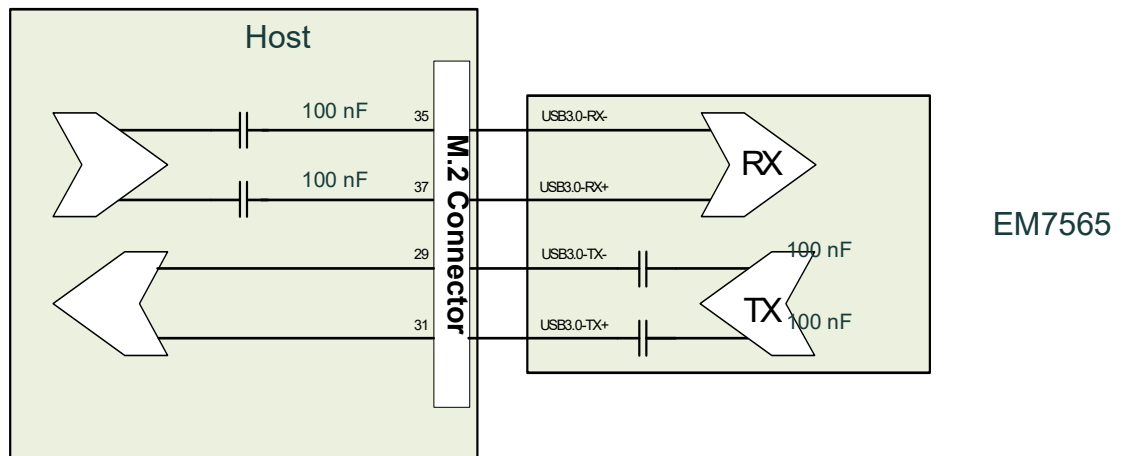 Host
100 nF
35
USB3.0-RX-
100 nF
37
USB3.0-RX+
RX
M.2 Connector
EM7565
29
USB3.0-TX-
100 nF
31
USB3.0-TX+
TX
100 nF